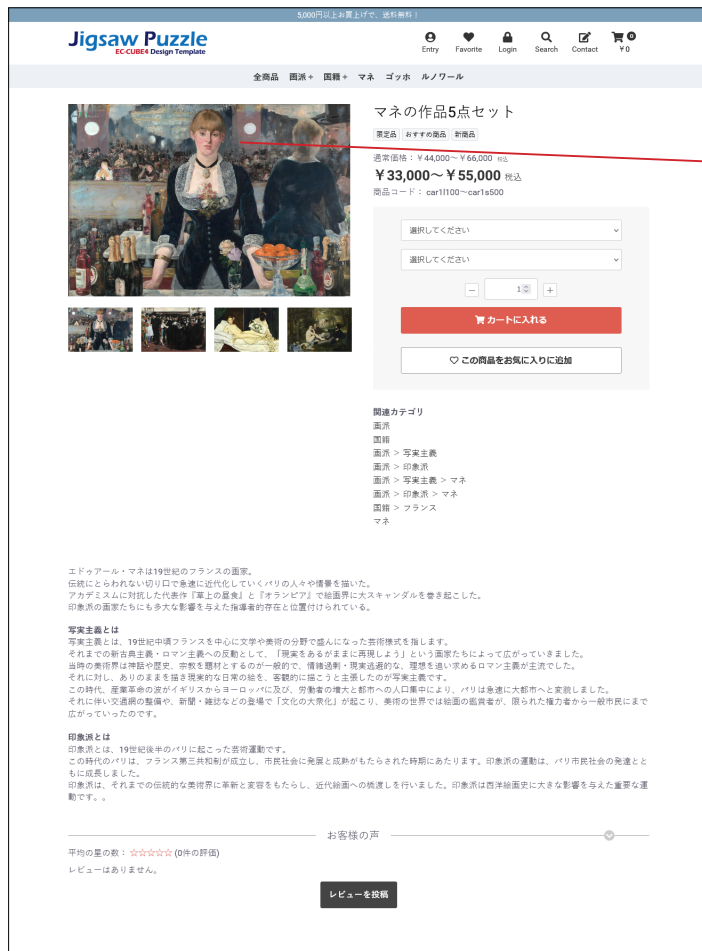 5,000円以上お買上げで、送料無料！
Jigsaw Puzzle
EC-CUBE4 Design Template
Entry Favorite Login Search Contact ￥0
0
全商品 画派+ 国籍+ マネ ゴッホ ルノワール
マネの作品5点セット
限定品 おすすめ商品 新商品
通常価格：￥44,000～￥66,000 税込
￥33,000～￥55,000 税込
商品コード： car1l100～car1s500
選択してください
選択してください
1
カートに入れる
この商品をお気に入りに追加
関連カテゴリ
画派
国籍
画派 ＞ 写実主義
画派 ＞ 印象派
画派 ＞ 写実主義 ＞ マネ
画派 ＞ 印象派 ＞ マネ
国籍 ＞ フランス
マネ
エドゥアール・マネは19世紀のフランスの画家。
伝統にとらわれない切り口で急速に近代化していくパリの人々や情景を描いた。
アカデミスムに対抗した代表作『草上の昼食』と『オランピア』で絵画界に大スキャンダルを巻き起こした。
印象派の画家たちにも多大な影響を与えた指導者的存在と位置付けられている。
写実主義とは
写実主義とは、19世紀中頃フランスを中心に文学や美術の分野で盛んになった芸術様式を指します。
それまでの新古典主義・ロマン主義への反動として、「現実をあるがままに再現しよう」という画家たちによって広がっていきました。
当時の美術界は神話や歴史、宗教を題材とするのが一般的で、情緒過剰・現実逃避的な、理想を追い求めるロマン主義が主流でした。
それに対し、ありのままを描き現実的な日常の絵を、客観的に描こうと主張したのが写実主義です。
この時代、産業革命の波がイギリスからヨーロッパに及び、労働者の増大と都市への人口集中により、パリは急速に大都市へと変貌しました。
それに伴い交通網の整備や、新聞・雑誌などの登場で「文化の大衆化」が起こり、美術の世界では絵画の鑑賞者が、限られた権力者から一般市民にまで
広がっていったのです。
印象派とは
印象派とは、19世紀後半のパリに起こった芸術運動です。
この時代のパリは、フランス第三共和制が成立し、市民社会に発展と成熟がもたらされた時期にあたります。印象派の運動は、パリ市民社会の発達とと
もに成長しました。
印象派は、それまでの伝統的な美術界に革新と変容をもたらし、近代絵画への橋渡しを行いました。印象派は西洋絵画史に大きな影響を与えた重要な運
動です。。
お客様の声
平均の星の数： ☆☆☆☆☆ (0件の評価)
レビューはありません。
レビューを投稿